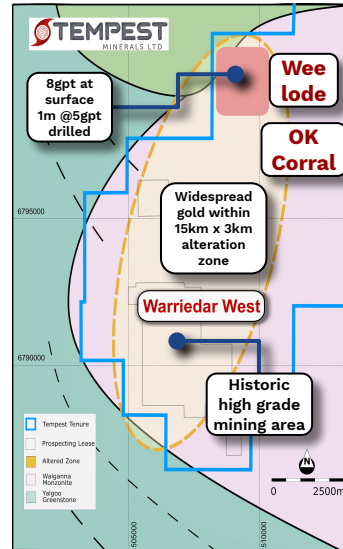 TEMPEST
MINERALS LTD
8gpt at
surface
1m @5gpt
drilled
Wee
lode
OK
Corral
6795000
Widespread
gold within
15km x 3km
alteration
zone
Warriedar West
6790000
Historic
high grade
mining area
Tempest Tenure
Prospecting Lease
Altered Zone
Walganna
Monzonite
Yalgoo
Greenstone
N
0 2500m
505000
510000